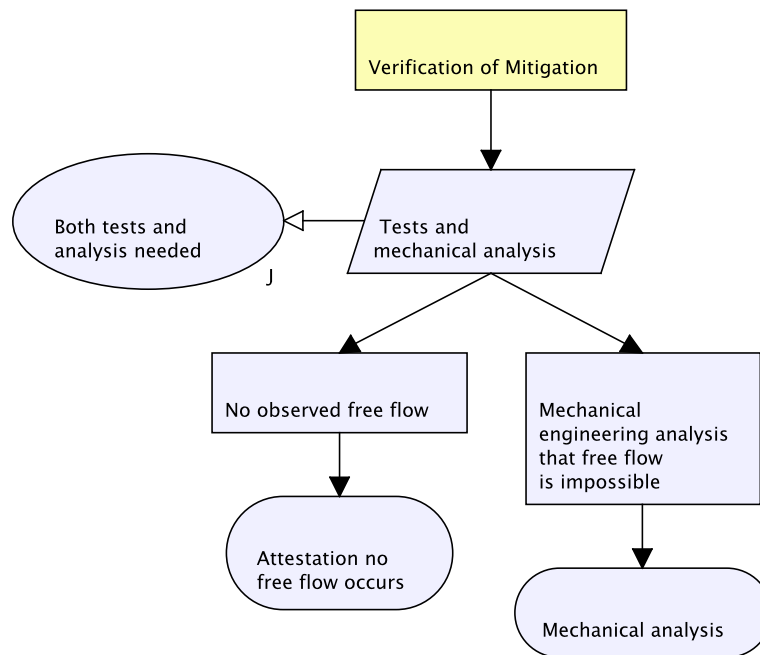 Verification of Mitigation
Both tests and
analysis needed
J
Tests and
mechanical analysis
No observed free flow
Mechanical
engineering analysis
that free flow
is impossible
Attestation no
free flow occurs
Mechanical analysis